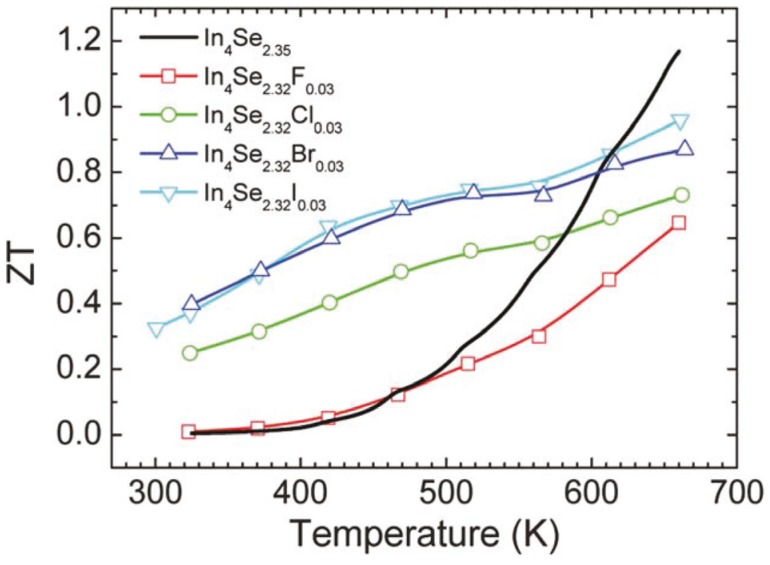 In₄Se₂.₃₅
In₄Se₂.₃₂F₀.₀₃
In₄Se₂.₃₂Cl₀.₀₃
In₄Se₂.₃₂Br₀.₀₃
In₄Se₂.₃₂I₀.₀₃
ZT
1.2
1.0
0.8
0.6
0.4
0.2
0.0
300 400 500 600 700
Temperature (K)